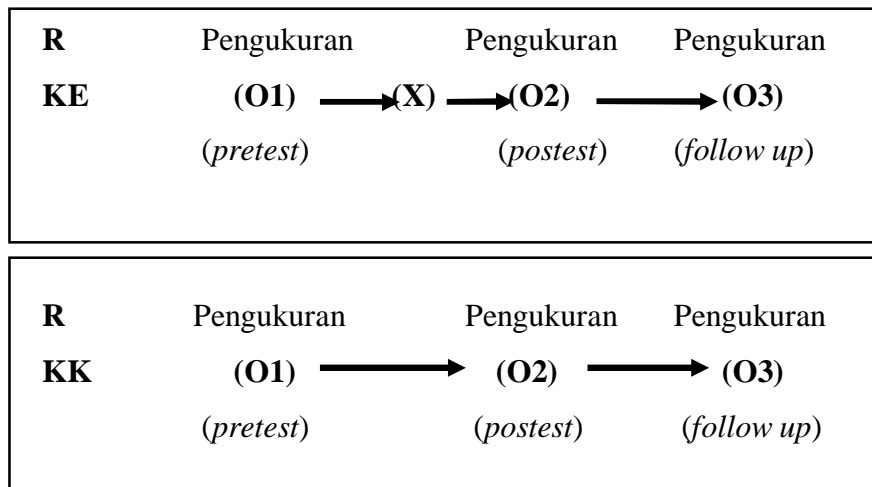 R Pengukuran Pengukuran Pengukuran
KE (O1) (X) (O2) (O3)
(pretest) (postest) (follow up)
R Pengukuran Pengukuran Pengukuran
KK (O1) (O2) (O3)
(pretest) (postest) (follow up)